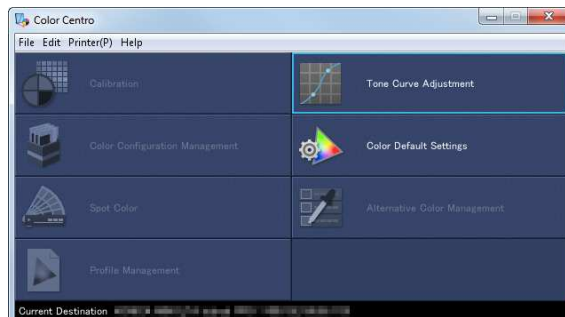 Color Centro
File Edit Printer(P) Help
Calibration
Tone Curve Adjustment
Color Configuration Management
Color Default Settings
Spot Color
Alternative Color Management
Profile Management
Current Destination